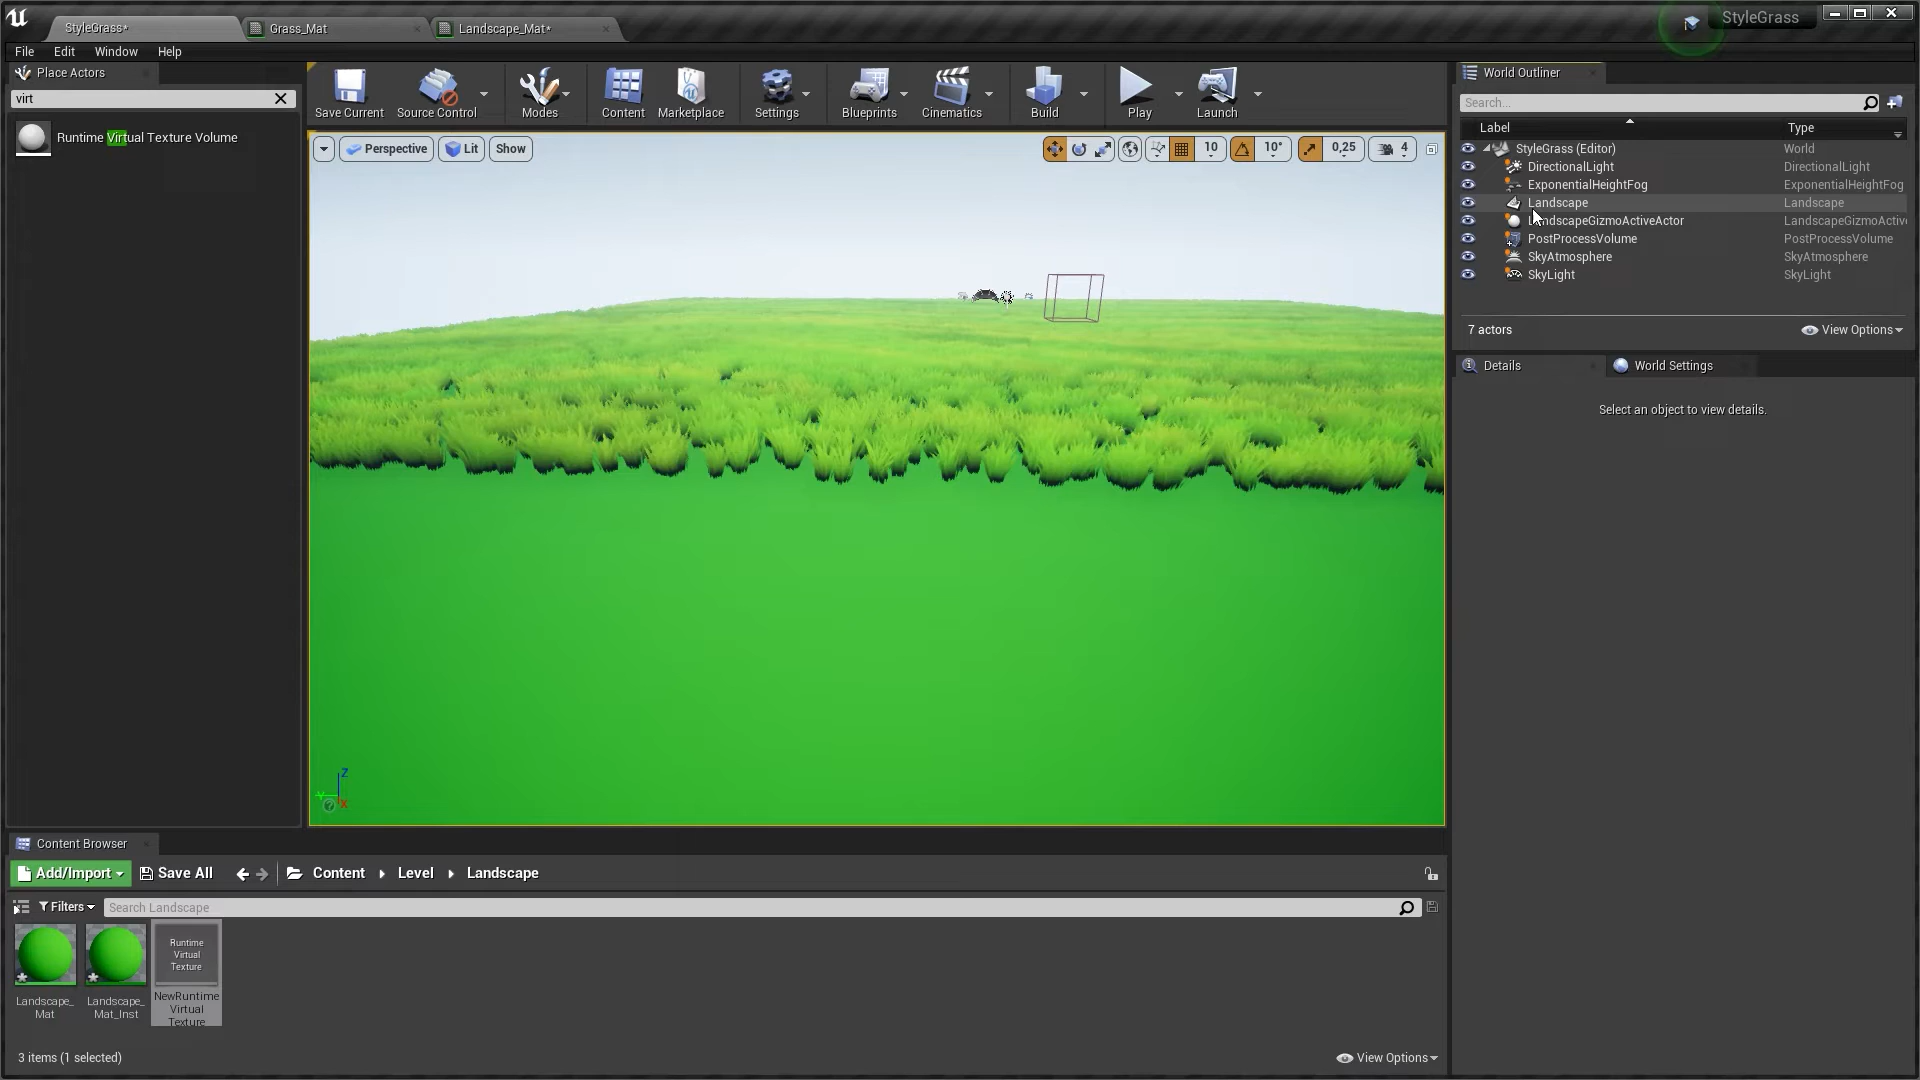 StyleGrass*
Grass_Mat
Landscape_Mat*
StyleGrass
File
Edit
Window
Help
Place Actors
virt
Runtime Virtual Texture Volume
Save Current
Source Control
Modes
Content
Marketplace
Settings
Blueprints
Cinematics
Build
Play
Launch
Perspective
Lit
Show
10
10°
0,25
4
Z
Y
X
World Outliner
Search...
Label
Type
StyleGrass (Editor)
World
DirectionalLight
DirectionalLight
ExponentialHeightFog
ExponentialHeightFog
Landscape
Landscape
LandscapeGizmoActiveActor
LandscapeGizmoActiv
PostProcessVolume
PostProcessVolume
SkyAtmosphere
SkyAtmosphere
SkyLight
SkyLight
7 actors
View Options
Details
World Settings
Select an object to view details.
Content Browser
Add/Import
Save All
Content
Level
Landscape
Filters
Search Landscape
Landscape_
Mat
Landscape_
Mat_Inst
Runtime
Virtual
Texture
NewRuntime
Virtual
Texture
3 items (1 selected)
View Options